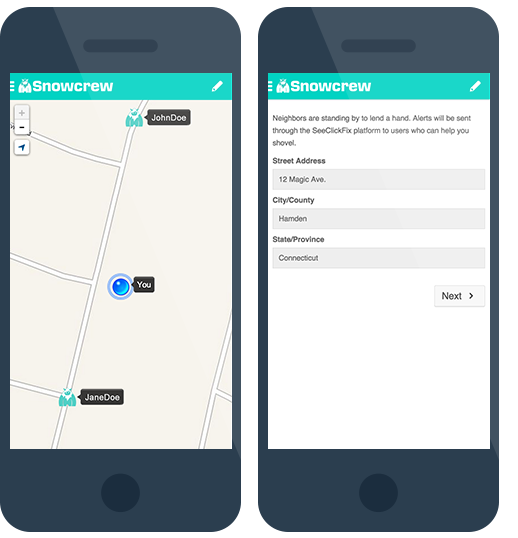 Snowcrew
+
JohnDoe
-
You
JaneDoe
Snowcrew
Neighbors are standing by to lend a hand. Alerts will be sent
through the SeeClickFix platform to users who can help you
shovel.
Street Address
12 Magic Ave.
City/County
Hamden
State/Province
Connecticut
Next